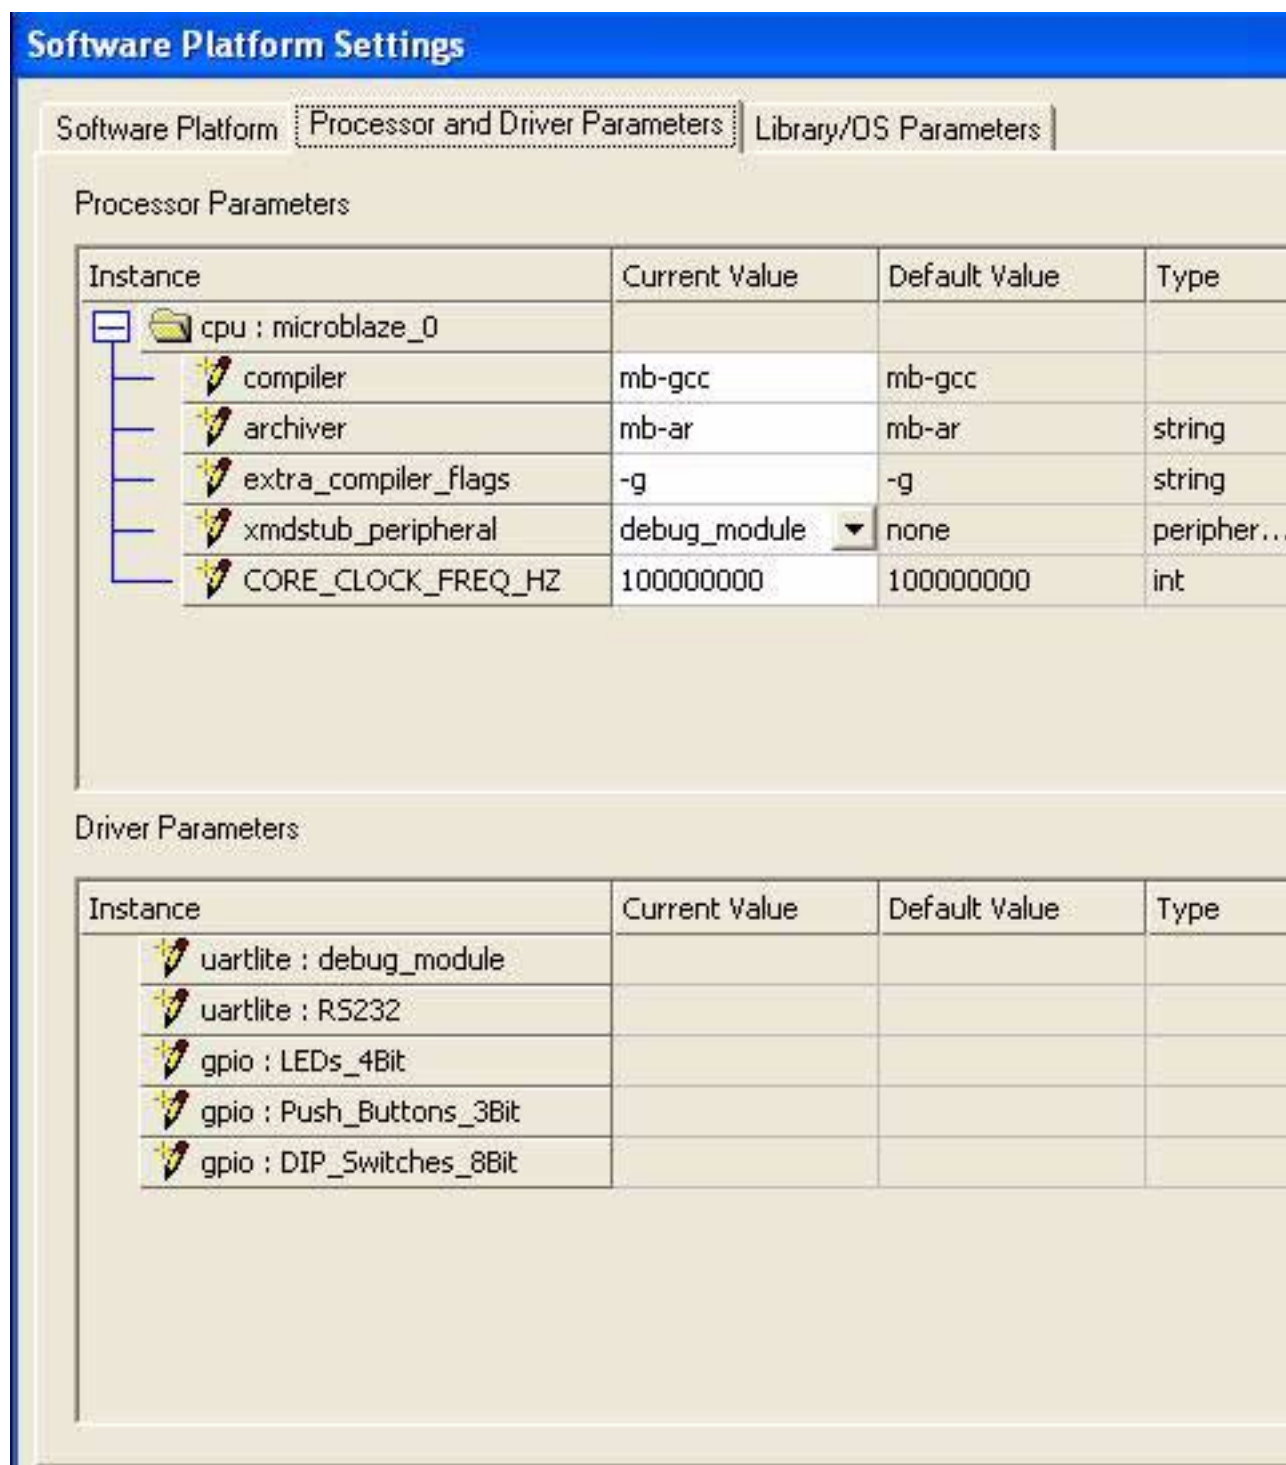 Software Platform Settings
Software Platform Processor and Driver Parameters Library/OS Parameters
Processor Parameters
Instance Current Value Default Value Type
cpu : microblaze_0
compiler mb-gcc mb-gcc
archiver mb-ar mb-ar string
extra_compiler_flags -g -g string
xmdstub_peripheral debug_module none peripher...
CORE_CLOCK_FREQ_HZ 100000000 100000000 int
Driver Parameters
Instance Current Value Default Value Type
uartlite : debug_module
uartlite : RS232
gpio : LEDs_4Bit
gpio : Push_Buttons_3Bit
gpio : DIP_Switches_8Bit